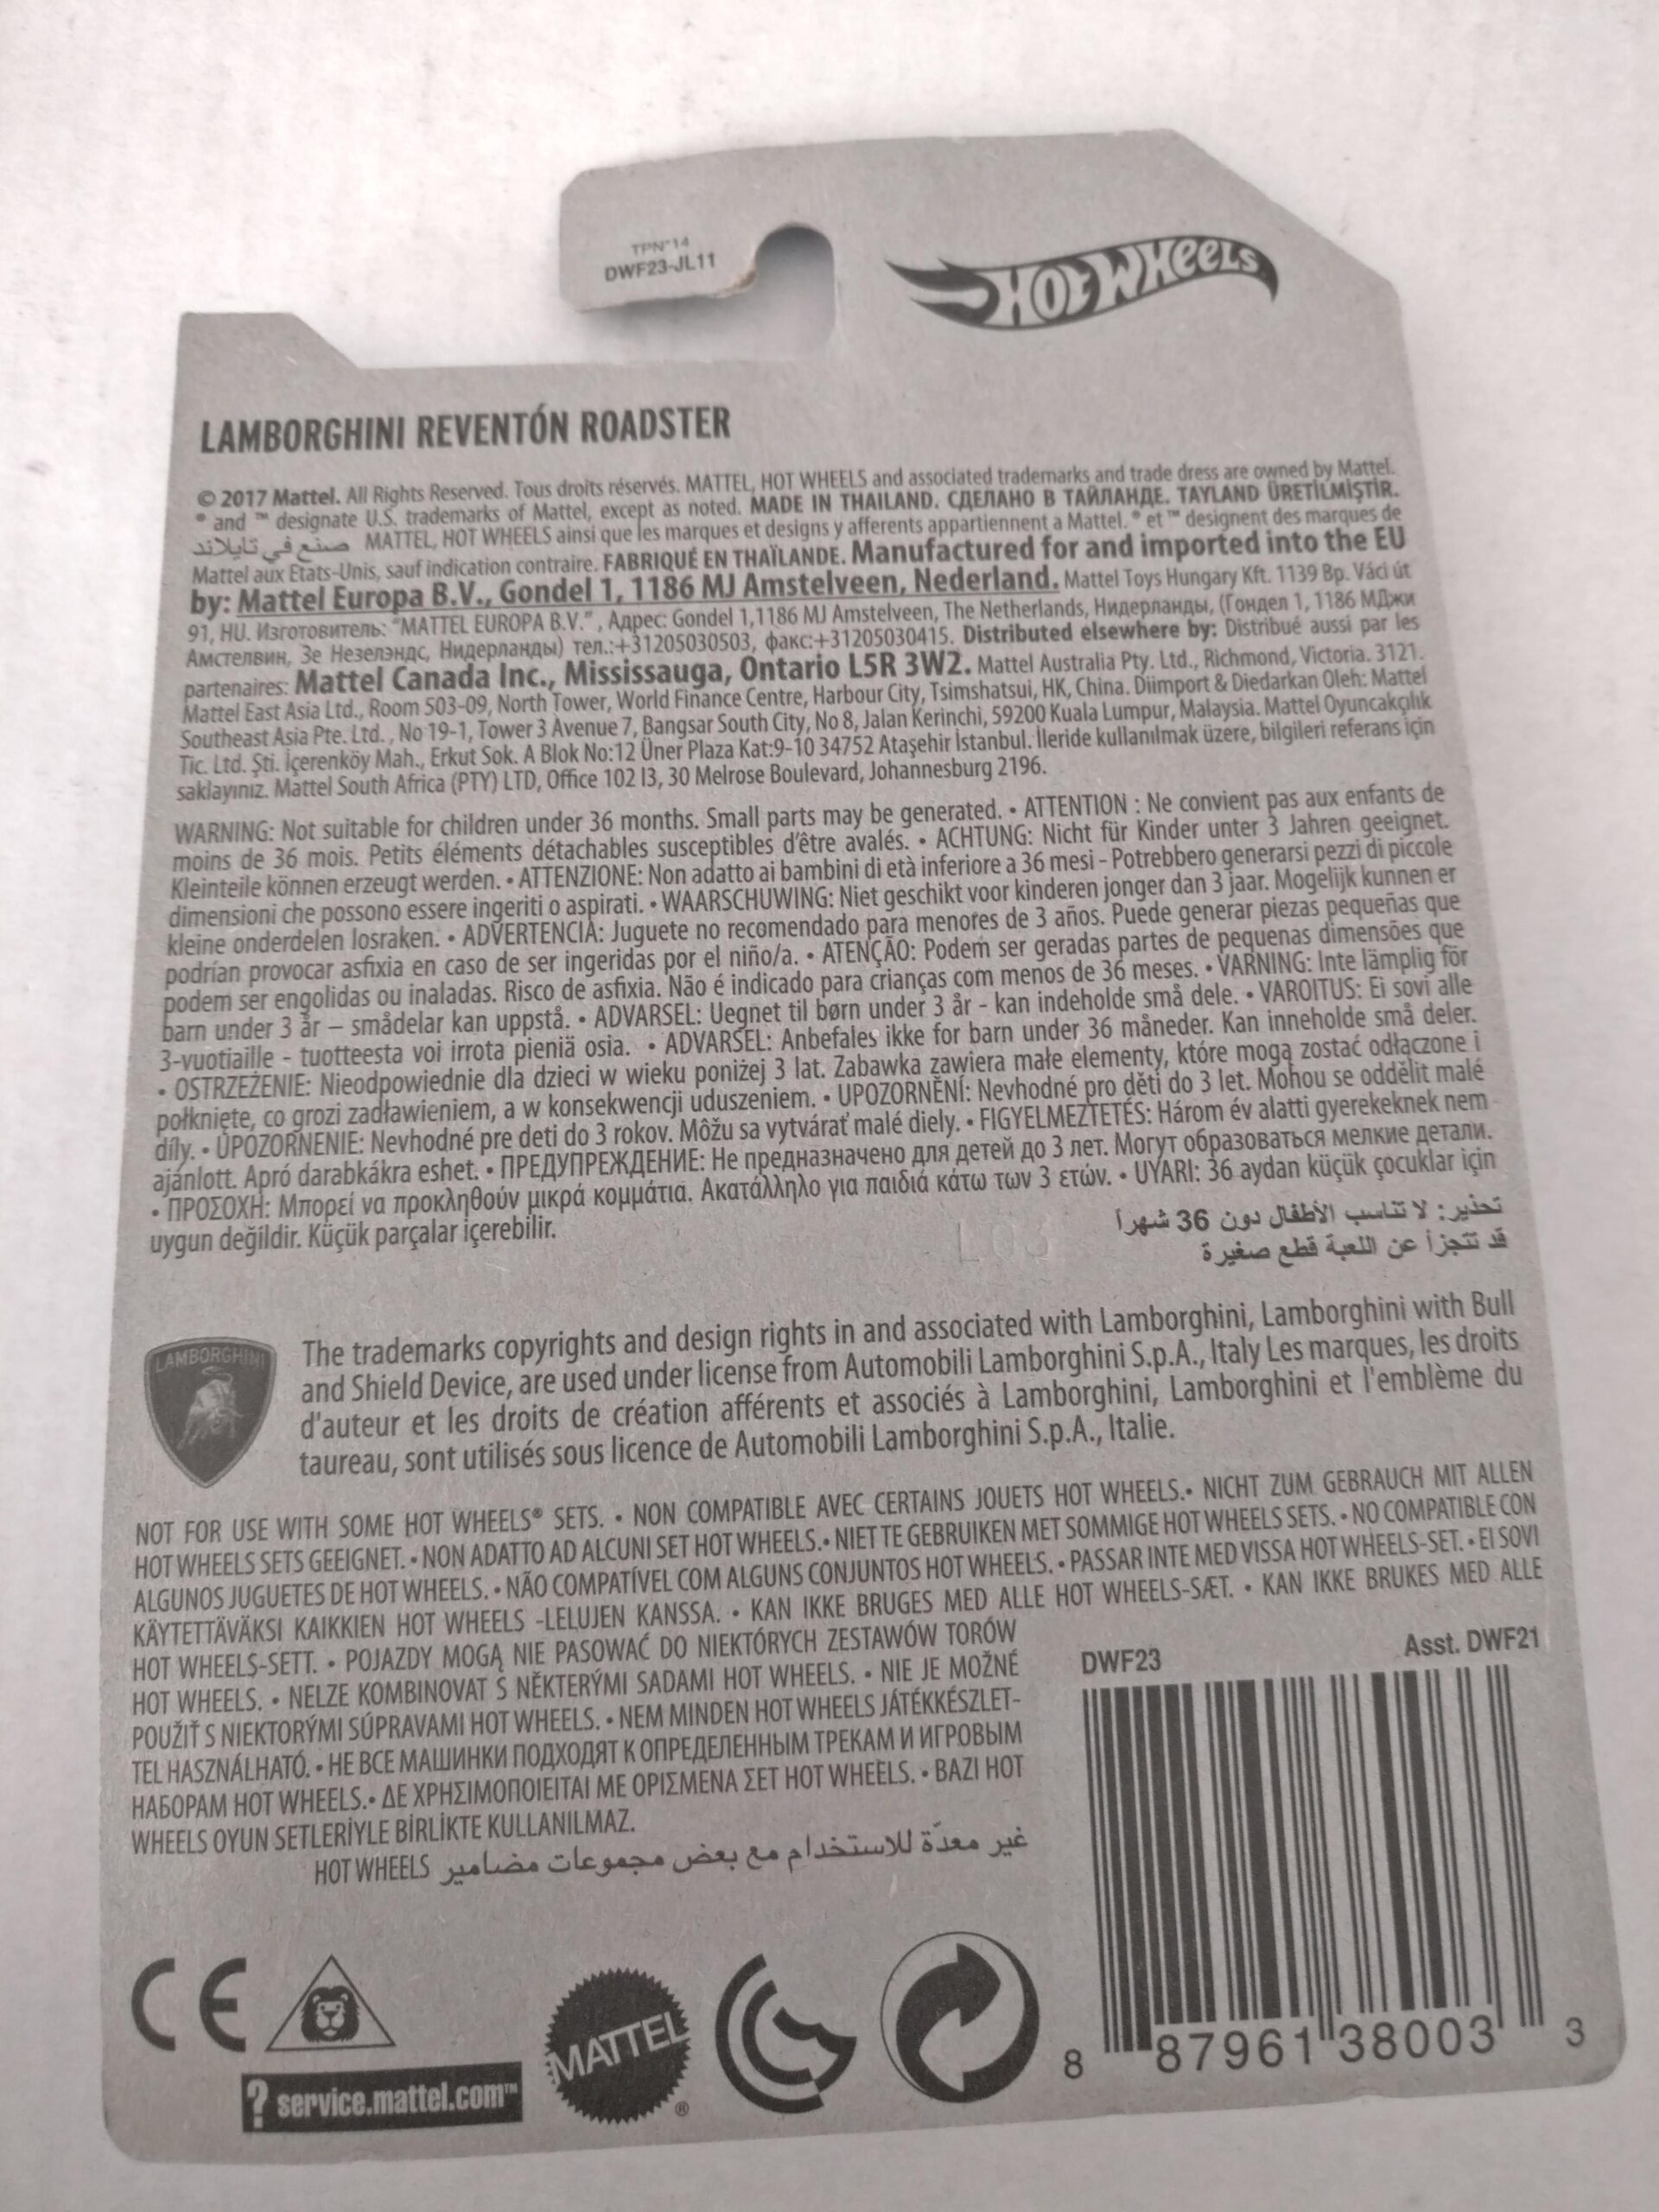 TPN"14
DWF23-JL11
HOT WHEELS
LAMBORGHINI REVENTÓN ROADSTER
© 2017 Mattel. All Rights Reserved. Tous droits réservés. MATTEL, HOT WHEELS and associated trademarks and trade dress are owned by Mattel.
® and ™ designate U.S. trademarks of Mattel, except as noted. MADE IN THAILAND. СДЕЛАНО В ТАЙЛАНДЕ. TAYLAND ÜRETİLMİŞTİR.
صنع في تايلاند MATTEL, HOT WHEELS ainsi que les marques et designs y afferents appartiennent a Mattel. ® et ™ designent des marques de
Mattel aux Etats-Unis, sauf indication contraire. FABRIQUÉ EN THAÏLANDE. Manufactured for and imported into the EU
by: Mattel Europa B.V., Gondel 1, 1186 MJ Amstelveen, Nederland. Mattel Toys Hungary Kft. 1139 Bp. Váci út
91, HU. Изготовитель: "MATTEL EUROPA B.V.", Адрес: Gondel 1,1186 MJ Amstelveen, The Netherlands, Нидерланды, (Гондел 1, 1186 МДжи
Амстелвин, Зе Незелэндс, Нидерланды) тел.:+31205030503, факс:+31205030415. Distributed elsewhere by: Distribué aussi par les
partenaires: Mattel Canada Inc., Mississauga, Ontario L5R 3W2. Mattel Australia Pty. Ltd., Richmond, Victoria. 3121.
Mattel East Asia Ltd., Room 503-09, North Tower, World Finance Centre, Harbour City, Tsimshatsui, HK, China. Diimport & Diedarkan Oleh: Mattel
Southeast Asia Pte. Ltd. , No 19-1, Tower 3 Avenue 7, Bangsar South City, No 8, Jalan Kerinchi, 59200 Kuala Lumpur, Malaysia. Mattel Oyuncakçılık
Tic. Ltd. Şti. İçerenköy Mah., Erkut Sok. A Blok No:12 Üner Plaza Kat:9-10 34752 Ataşehir İstanbul. İleride kullanılmak üzere, bilgileri referans için
saklayınız. Mattel South Africa (PTY) LTD, Office 102 I3, 30 Melrose Boulevard, Johannesburg 2196.
WARNING: Not suitable for children under 36 months. Small parts may be generated. • ATTENTION : Ne convient pas aux enfants de
moins de 36 mois. Petits éléments détachables susceptibles d'être avalés. • ACHTUNG: Nicht für Kinder unter 3 Jahren geeignet.
Kleinteile können erzeugt werden. • ATTENZIONE: Non adatto ai bambini di età inferiore a 36 mesi - Potrebbero generarsi pezzi di piccole
dimensioni che possono essere ingeriti o aspirati. • WAARSCHUWING: Niet geschikt voor kinderen jonger dan 3 jaar. Mogelijk kunnen er
kleine onderdelen losraken. • ADVERTENCIA: Juguete no recomendado para menores de 3 años. Puede generar piezas pequeñas que
podrían provocar asfixia en caso de ser ingeridas por el niño/a. • ATENÇÃO: Podem ser geradas partes de pequenas dimensões que
podem ser engolidas ou inaladas. Risco de asfixia. Não é indicado para crianças com menos de 36 meses. • VARNING: Inte lämplig för
barn under 3 år – smådelar kan uppstå. • ADVARSEL: Uegnet til børn under 3 år - kan indeholde små dele. • VAROITUS: Ei sovi alle
3-vuotiaille - tuotteesta voi irrota pieniä osia. • ADVARSEL: Anbefales ikke for barn under 36 måneder. Kan inneholde små deler.
• OSTRZEŻENIE: Nieodpowiednie dla dzieci w wieku poniżej 3 lat. Zabawka zawiera małe elementy, które mogą zostać odłączone i
połknięte, co grozi zadławieniem, a w konsekwencji uduszeniem. • UPOZORNĚNÍ: Nevhodné pro děti do 3 let. Mohou se oddělit malé
díly. • UPOZORNENIE: Nevhodné pre deti do 3 rokov. Môžu sa vytvárať malé diely. • FIGYELMEZTETÉS: Három év alatti gyerekeknek nem
ajánlott. Apró darabkákra eshet. • ПРЕДУПРЕЖДЕНИЕ: Не предназначено для детей до 3 лет. Могут образоваться мелкие детали.
• ΠΡΟΣΟΧΗ: Μπορεί να προκληθούν μικρά κομμάτια. Ακατάλληλο για παιδιά κάτω των 3 ετών. • UYARI: 36 aydan küçük çocuklar için
uygun değildir. Küçük parçalar içerebilir.
تحذير: لا تناسب الأطفال دون 36 شهراً
قد تتجزأ عن اللعبة قطع صغيرة
L03
LAMBORGHINI
The trademarks copyrights and design rights in and associated with Lamborghini, Lamborghini with Bull
and Shield Device, are used under license from Automobili Lamborghini S.p.A., Italy Les marques, les droits
d'auteur et les droits de création afférents et associés à Lamborghini, Lamborghini et l'emblème du
taureau, sont utilisés sous licence de Automobili Lamborghini S.p.A., Italie.
NOT FOR USE WITH SOME HOT WHEELS® SETS. • NON COMPATIBLE AVEC CERTAINS JOUETS HOT WHEELS.• NICHT ZUM GEBRAUCH MIT ALLEN
HOT WHEELS SETS GEEIGNET. • NON ADATTO AD ALCUNI SET HOT WHEELS.• NIET TE GEBRUIKEN MET SOMMIGE HOT WHEELS SETS. • NO COMPATIBLE CON
ALGUNOS JUGUETES DE HOT WHEELS. • NÃO COMPATÍVEL COM ALGUNS CONJUNTOS HOT WHEELS. • PASSAR INTE MED VISSA HOT WHEELS-SET. • EI SOVI
KÄYTETTÄVÄKSI KAIKKIEN HOT WHEELS -LELUJEN KANSSA. • KAN IKKE BRUGES MED ALLE HOT WHEELS-SÆT. • KAN IKKE BRUKES MED ALLE
HOT WHEELS-SETT. • POJAZDY MOGĄ NIE PASOWAĆ DO NIEKTÓRYCH ZESTAWÓW TORÓW
HOT WHEELS. • NELZE KOMBINOVAT S NĚKTERÝMI SADAMI HOT WHEELS. • NIE JE MOŽNÉ
POUŽIŤ S NIEKTORÝMI SÚPRAVAMI HOT WHEELS. • NEM MINDEN HOT WHEELS JÁTÉKKÉSZLET-
TEL HASZNÁLHATÓ. • НЕ ВСЕ МАШИНКИ ПОДХОДЯТ К ОПРЕДЕЛЕННЫМ ТРЕКАМ И ИГРОВЫМ
НАБОРАМ HOT WHEELS.• ΔΕ ΧΡΗΣΙΜΟΠΟΙΕΙΤΑΙ ΜΕ ΟΡΙΣΜΕΝΑ ΣΕΤ HOT WHEELS. • BAZI HOT
WHEELS OYUN SETLERİYLE BİRLİKTE KULLANILMAZ.
غير معدّة للاستخدام مع بعض مجموعات مضامير HOT WHEELS
DWF23 Asst. DWF21
8 87961 38003 3
CE
MATTEL ®
? service.mattel.com™